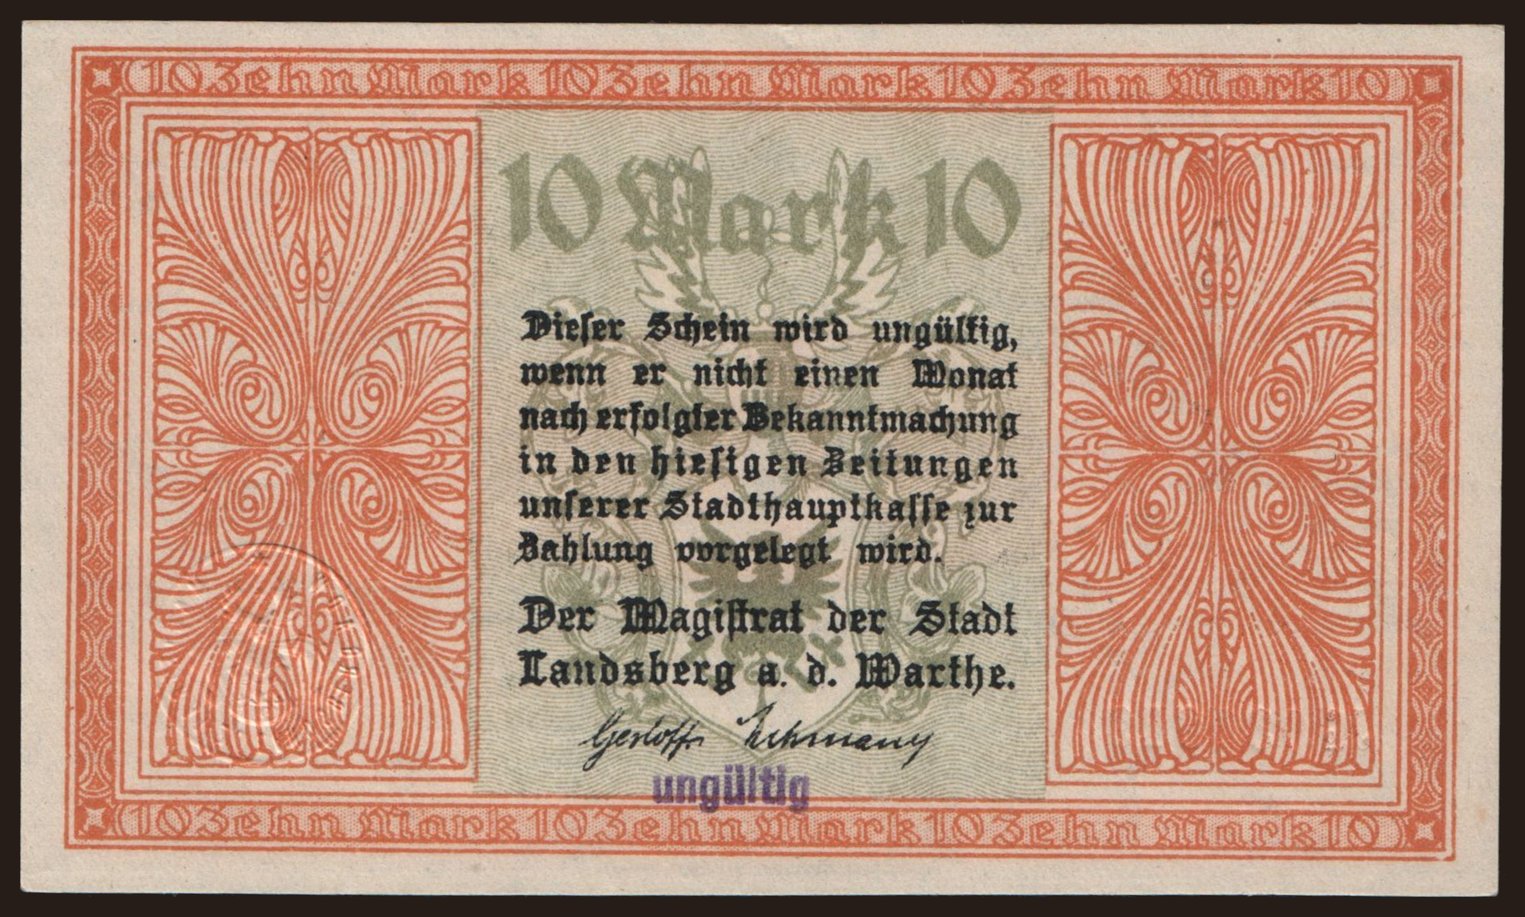 10 Zehn Mark 10 Zehn Mark 10 Zehn Mark 10
10 Mark 10
Dieser Schein wird ungültig,
wenn er nicht einen Monat
nach erfolgter Bekanntmachung
in den hiesigen Zeitungen
unserer Stadthauptkasse zur
Zahlung vorgelegt wird.
Der Magistrat der Stadt
Landsberg a. d. Warthe.
Gerloff
ungültig
10 Zehn Mark 10 Zehn Mark 10 Zehn Mark 10